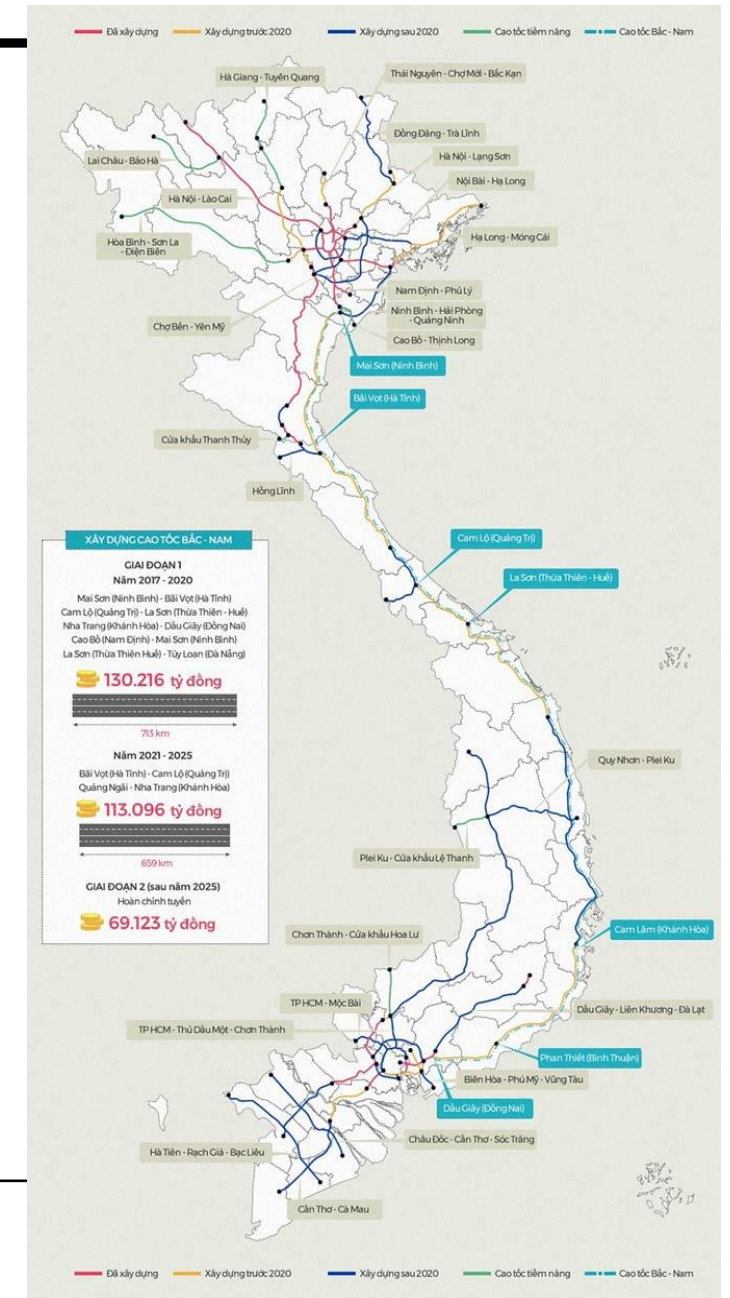 Đã xây dựng
Xây dựng trước 2020
Xây dựng sau 2020
Cao tốc tiềm năng
Cao tốc Bắc - Nam
Thái Nguyên - Chợ Mới - Bắc Kạn
Hà Giang - Tuyên Quang
Đồng Đăng - Trà Lĩnh
Hà Nội - Lạng Sơn
Lai Châu - Bảo Hà
Nội Bài - Hạ Long
Hà Nội - Lào Cai
Hạ Long - Móng Cái
Hòa Bình - Sơn La
- Điện Biên
Nam Định - Phủ Lý
Ninh Bình - Hải Phòng
- Quảng Ninh
Chợ Bến - Yên Mỹ
Cao Bồ - Thịnh Long
Mai Sơn (Ninh Bình)
Bãi Vọt (Hà Tĩnh)
Cửa khẩu Thanh Thủy
Hồng Lĩnh
Cam Lộ (Quảng Trị)
La Sơn (Thừa Thiên - Huế)
XÂY DỰNG CAO TỐC BẮC - NAM
GIAI ĐOẠN 1
Năm 2017 - 2020
Mai Sơn (Ninh Bình) - Bãi Vọt (Hà Tĩnh)
Cam Lộ (Quảng Trị) - La Sơn (Thừa Thiên - Huế)
Nha Trang (Khánh Hòa) - Dầu Giây (Đồng Nai)
Cao Bồ (Nam Định) - Mai Sơn (Ninh Bình)
La Sơn (Thừa Thiên Huế) - Túy Loan (Đà Nẵng)
130.216 tỷ đồng
713 km
Năm 2021 - 2025
Bãi Vọt (Hà Tĩnh) - Cam Lộ (Quảng Trị)
Quảng Ngãi - Nha Trang (Khánh Hòa)
113.096 tỷ đồng
659 km
GIAI ĐOẠN 2 (sau năm 2025)
Hoàn chỉnh tuyến
69.123 tỷ đồng
Quy Nhơn - Plei Ku
Plei Ku - Cửa khẩu Lệ Thanh
Cam Lâm (Khánh Hòa)
Chơn Thành - Cửa khẩu Hoa Lư
TP HCM - Mộc Bài
Dầu Giây - Liên Khương - Đà Lạt
TP HCM - Thủ Dầu Một - Chơn Thành
Phan Thiết (Bình Thuận)
Biên Hòa - Phú Mỹ - Vũng Tàu
Dầu Giây (Đồng Nai)
Châu Đốc - Cần Thơ - Sóc Trăng
Hà Tiên - Rạch Giá - Bạc Liêu
Cần Thơ - Cà Mau
Đã xây dựng
Xây dựng trước 2020
Xây dựng sau 2020
Cao tốc tiềm năng
Cao tốc Bắc - Nam